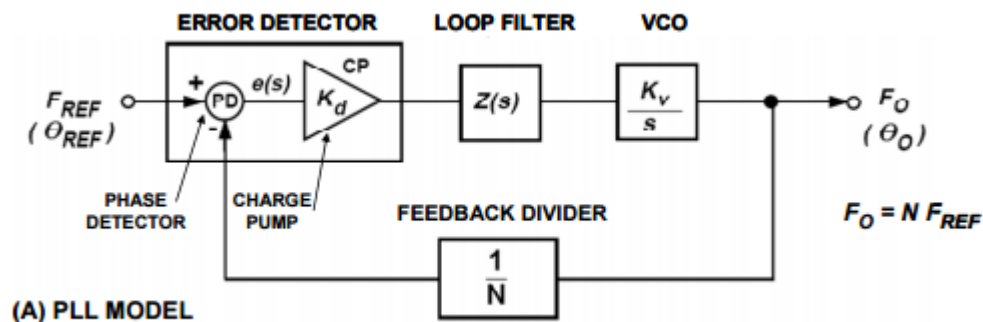 ERROR DETECTOR
LOOP FILTER
VCO
CP
+
PD
-
e(s)
K_d
Z(s)
K_v
s
F_REF
(θ_REF)
F_O
(θ_O)
PHASE
DETECTOR
CHARGE
PUMP
FEEDBACK DIVIDER
F_O = N F_REF
1
N
(A) PLL MODEL